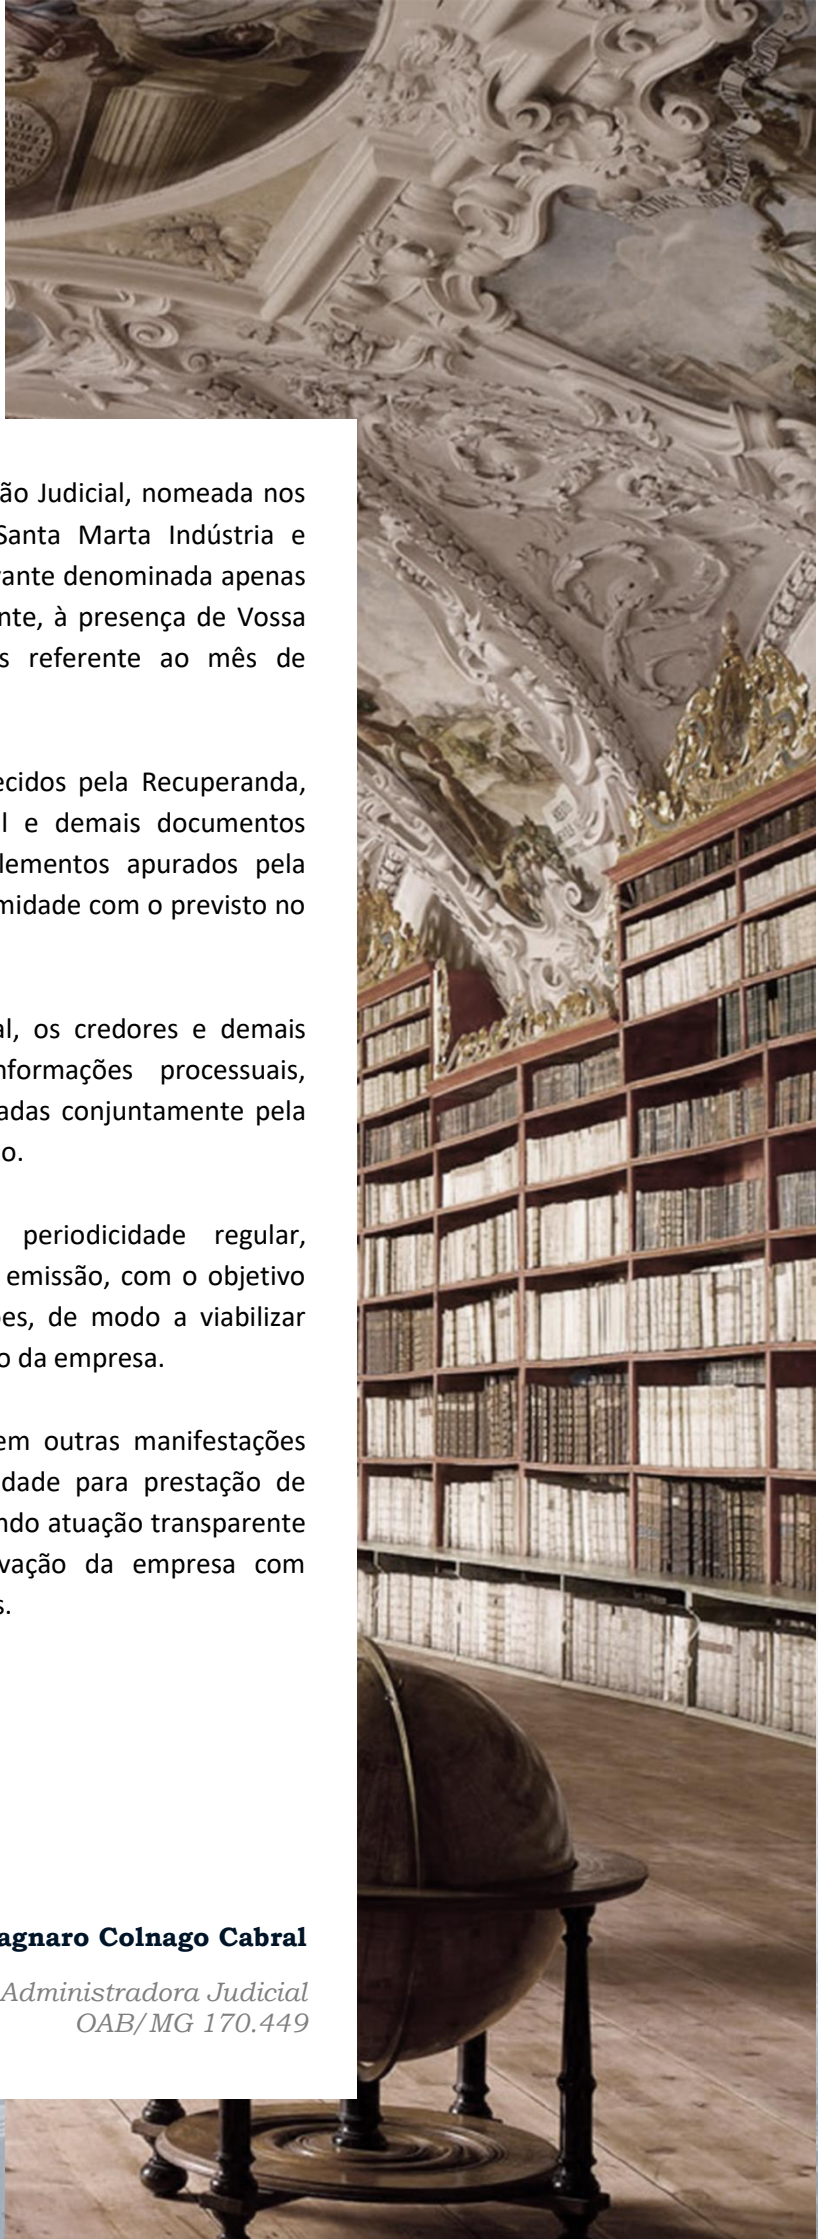 ão Judicial, nomeada nos
Santa Marta Indústria e
rante denominada apenas
nte, à presença de Vossa
s referente ao mês de
ecidos pela Recuperanda,
l e demais documentos
lementos apurados pela
midade com o previsto no
al, os credores e demais
nformações processuais,
adas conjuntamente pela
o.
periodicidade regular,
emissão, com o objetivo
es, de modo a viabilizar
o da empresa.
em outras manifestações
dade para prestação de
ndo atuação transparente
vação da empresa com
s.
agnaro Colnago Cabral
Administradora Judicial
OAB/MG 170.449